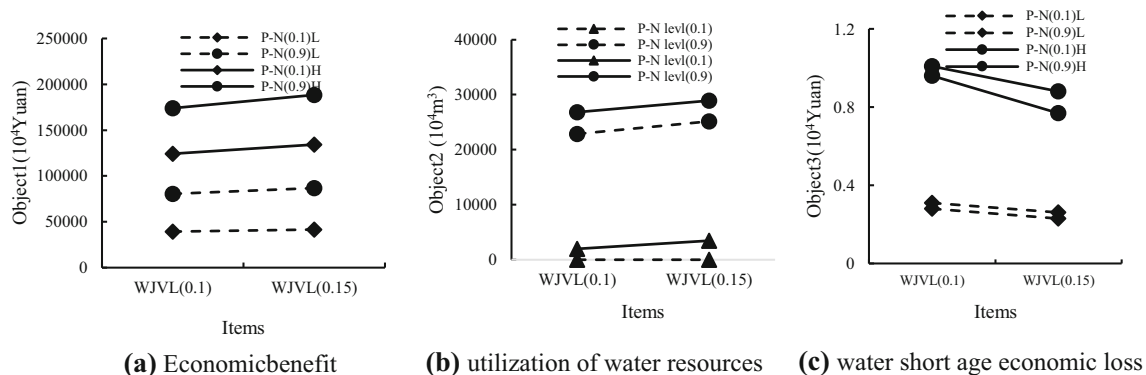 250000
200000
150000
100000
50000
0
Object1(10⁴Yuan)
P-N(0.1)L
P-N(0.9)L
P-N(0.1)H
P-N(0.9)H
WJVL(0.1)
WJVL(0.15)
Items
(a) Economicbenefit
40000
30000
20000
10000
0
Object2 (10⁴m³)
P-N levl(0.1)
P-N levl(0.9)
P-N levl(0.1)
P-N levl(0.9)
WJVL(0.1)
WJVL(0.15)
Items
(b) utilization of water resources
1.2
0.8
0.4
0
Object3(10⁴Yuan)
P-N(0.1)L
P-N(0.9)L
P-N(0.1)H
P-N(0.9)H
WJVL(0.1)
WJVL(0.15)
Items
(c) water short age economic loss